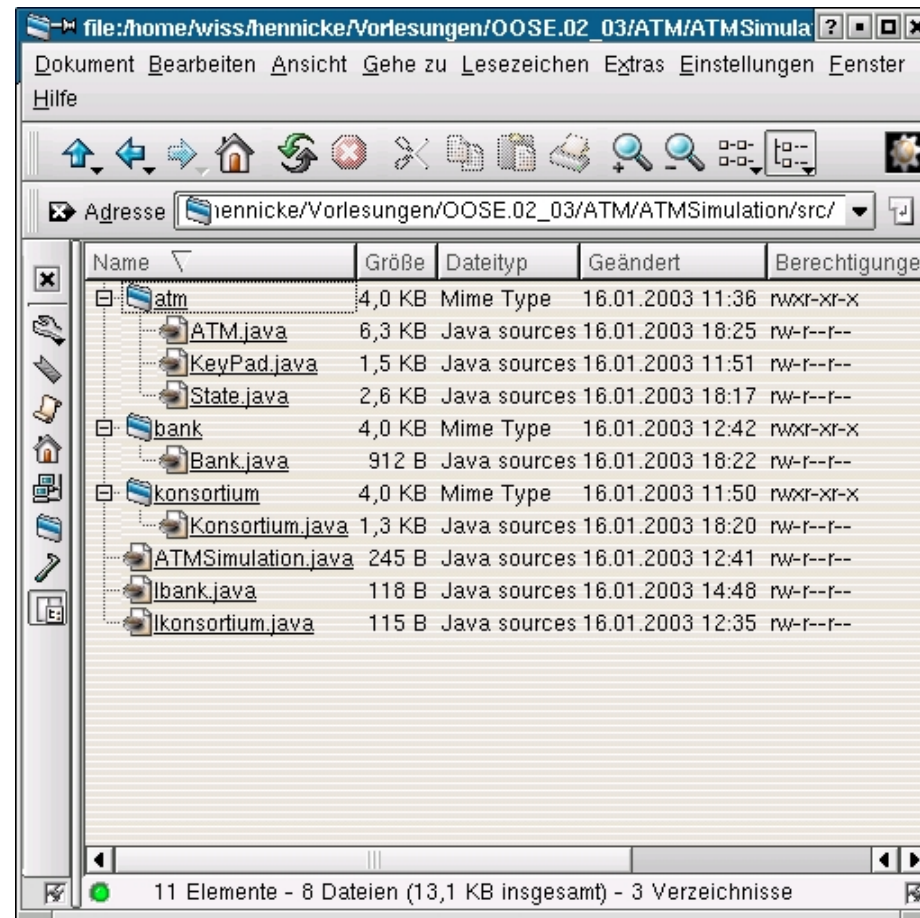 file:/home/wiss/hennicke/Vorlesungen/OOSE.02_03/ATM/ATMSimula
Dokument Bearbeiten Ansicht Gehe zu Lesezeichen Extras Einstellungen Fenster
Hilfe
Adresse hennicke/Vorlesungen/OOSE.02_03/ATM/ATMSimulation/src/
Name Größe Dateityp Geändert Berechtigunge
atm 4,0 KB Mime Type 16.01.2003 11:36 rwxr-xr-x
ATM.java 6,3 KB Java sources 16.01.2003 18:25 rw-r--r--
KeyPad.java 1,5 KB Java sources 16.01.2003 11:51 rw-r--r--
State.java 2,6 KB Java sources 16.01.2003 18:17 rw-r--r--
bank 4,0 KB Mime Type 16.01.2003 12:42 rwxr-xr-x
Bank.java 912 B Java sources 16.01.2003 18:22 rw-r--r--
konsortium 4,0 KB Mime Type 16.01.2003 11:50 rwxr-xr-x
Konsortium.java 1,3 KB Java sources 16.01.2003 18:20 rw-r--r--
ATMSimulation.java 245 B Java sources 16.01.2003 12:41 rw-r--r--
Ibank.java 118 B Java sources 16.01.2003 14:48 rw-r--r--
Ikonsortium.java 115 B Java sources 16.01.2003 12:35 rw-r--r--
11 Elemente - 8 Dateien (13,1 KB insgesamt) - 3 Verzeichnisse